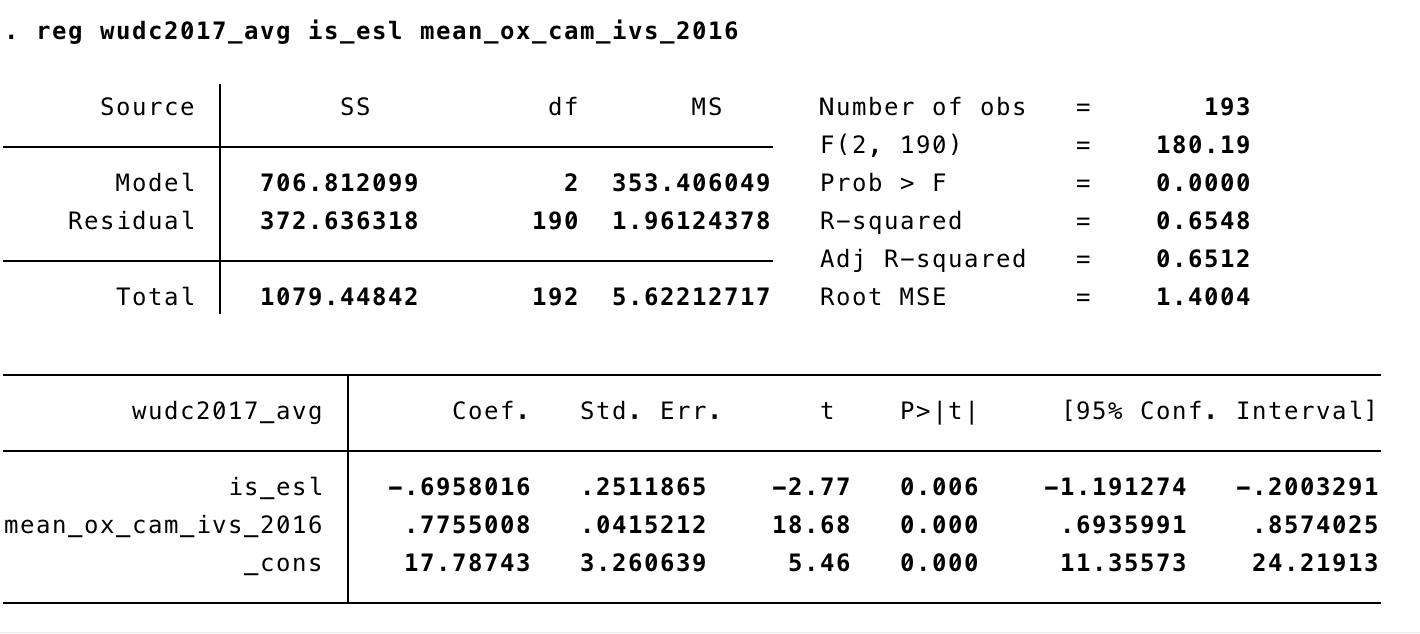 . reg wudc2017_avg is_esl mean_ox_cam_ivs_2016
Source SS df MS Number of obs = 193
F(2, 190) = 180.19
Model 706.812099 2 353.406049 Prob > F = 0.0000
Residual 372.636318 190 1.96124378 R-squared = 0.6548
Adj R-squared = 0.6512
Total 1079.44842 192 5.62212717 Root MSE = 1.4004
wudc2017_avg Coef. Std. Err. t P>|t| [95% Conf. Interval]
is_esl -.6958016 .2511865 -2.77 0.006 -1.191274 -.2003291
mean_ox_cam_ivs_2016 .7755008 .0415212 18.68 0.000 .6935991 .8574025
_cons 17.78743 3.260639 5.46 0.000 11.35573 24.21913